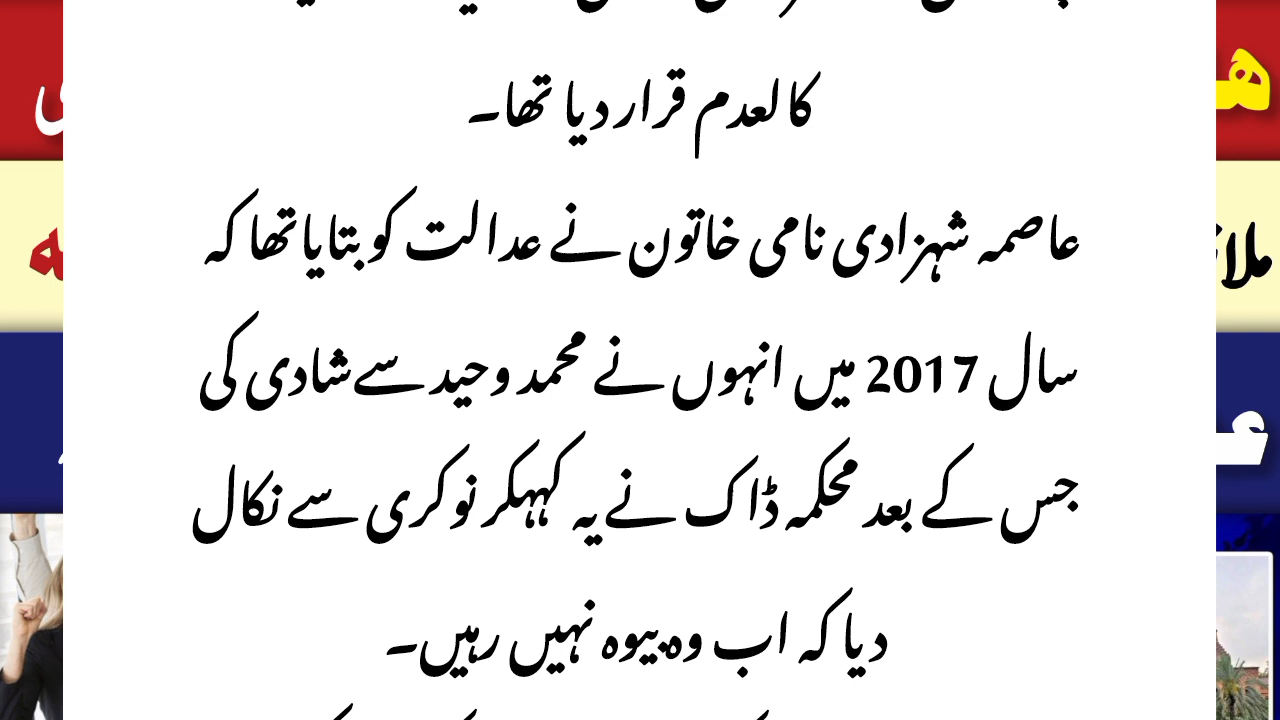 کالعدم قرار دیا تھا۔
عاصمہ شہزادی نامی خاتون نے عدالت کو بتایا تھا کہ
سال 2017 میں انہوں نے محمد وحید سے شادی کی
جس کے بعد محکمہ ڈاک نے یہ کہہکر نوکری سے نکال
دیا کہ اب وہ بیوہ نہیں رہیں۔